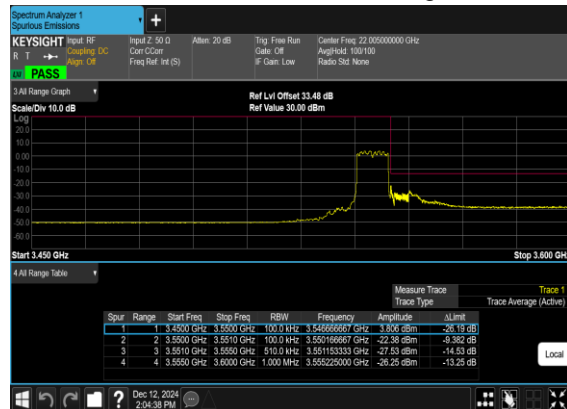 Spectrum Analyzer 1
Spurious Emissions
KEYSIGHT Input: RF Input Z: 50 Ω Atten: 20 dB Trig: Free Run Center Freq: 22.005000000 GHz
R T Coupling: DC Corr CCorr Gate: Off Avg|Hold: 100/100
Align: Off Freq Ref: Int (S) IF Gain: Low Radio Std: None
PASS
3 All Range Graph Ref Lvl Offset 33.48 dB
Scale/Div 10.0 dB Ref Value 30.00 dBm
Log
20.0
10.0
0.00
-10.0
-20.0
-30.0
-40.0
-50.0
-60.0
Start 3.450 GHz Stop 3.600 GHz
4 All Range Table
Measure Trace Trace 1
Trace Type Trace Average (Active)
Spur Range Start Freq Stop Freq RBW Frequency Amplitude ΔLimit
1 1 3.4500 GHz 3.5500 GHz 100.0 kHz 3.546666667 GHz 3.806 dBm -26.19 dB
2 2 3.5500 GHz 3.5510 GHz 100.0 kHz 3.550166667 GHz -22.38 dBm -9.382 dB
3 3 3.5510 GHz 3.5550 GHz 510.0 kHz 3.551153333 GHz -27.53 dBm -14.53 dB
4 4 3.5550 GHz 3.6000 GHz 1.000 MHz 3.555225000 GHz -26.25 dBm -13.25 dB
Local
Dec 12, 2024
2:04:38 PM